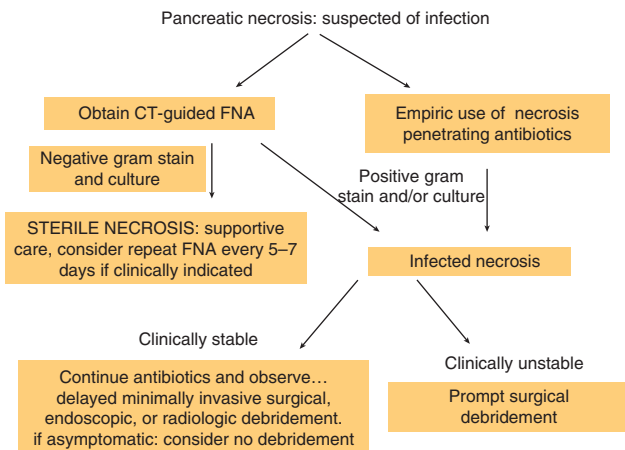 Pancreatic necrosis: suspected of infection
Obtain CT-guided FNA
Empiric use of necrosis
penetrating antibiotics
Negative gram stain
and culture
Positive gram
stain and/or culture
STERILE NECROSIS: supportive
care, consider repeat FNA every 5–7
days if clinically indicated
Infected necrosis
Clinically stable
Clinically unstable
Continue antibiotics and observe…
delayed minimally invasive surgical,
endoscopic, or radiologic debridement.
if asymptomatic: consider no debridement
Prompt surgical
debridement